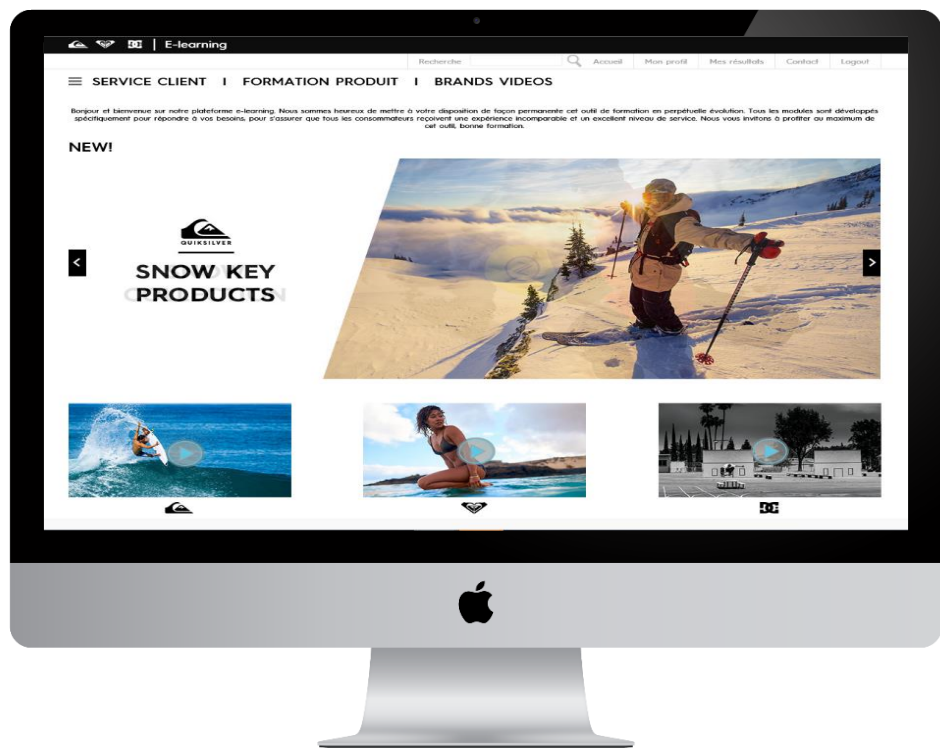 E-learning
Recherche Accueil Mon profil Mes résultats Contact Logout
SERVICE CLIENT I FORMATION PRODUIT I BRANDS VIDEOS
Bonjour et bienvenue sur notre plateforme e-learning. Nous sommes heureux de mettre à votre disposition de façon permanente cet outil de formation en perpétuelle évolution. Tous les modules sont développés
spécifiquement pour répondre à vos besoins, pour s'assurer que tous les consommateurs reçoivent une expérience incomparable et un excellent niveau de service. Nous vous invitons à profiter au maximum de
cet outil, bonne formation.
NEW!
QUIKSILVER
SNOW KEY
PRODUCTS